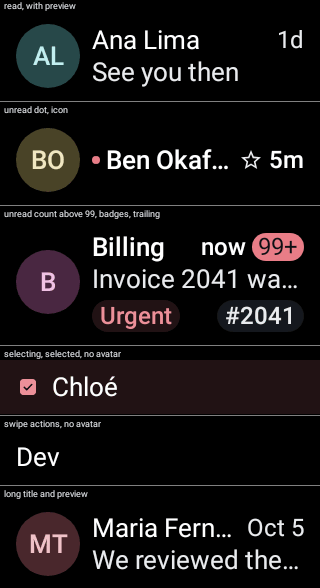 read, with preview
AL
Ana Lima 1d
See you then
unread dot, icon
BO
Ben Okaf… 5m
unread count above 99, badges, trailing
B
Billing now 99+
Invoice 2041 wa…
Urgent #2041
selecting, selected, no avatar
Chloé
swipe actions, no avatar
Dev
long title and preview
MT
Maria Fern… Oct 5
We reviewed the…